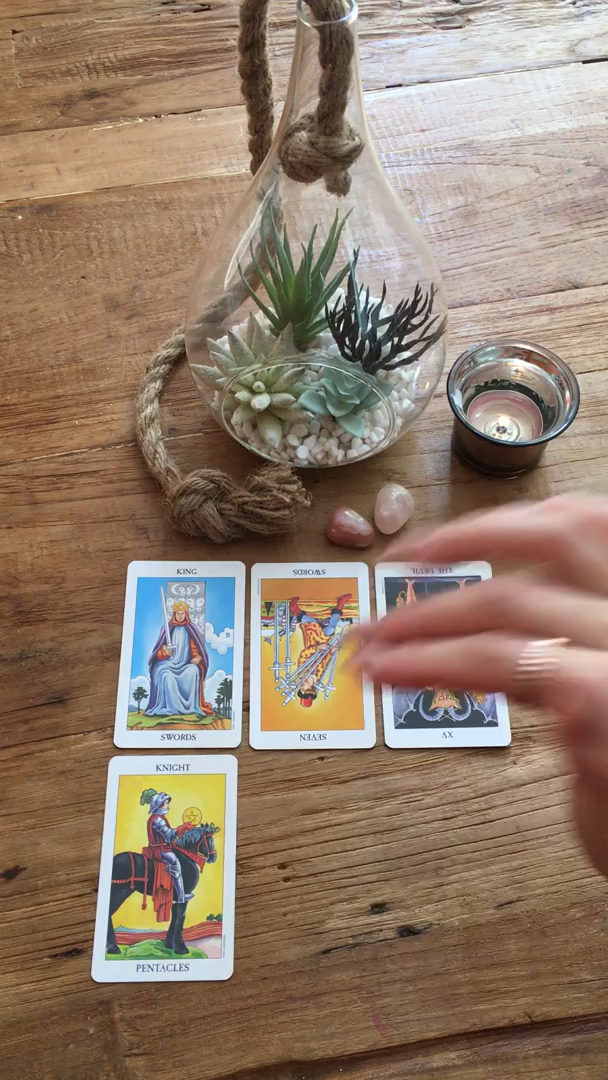 KING
SWORDS
SWORDS
SEVEN
THE DEVIL
XV
KNIGHT
PENTACLES